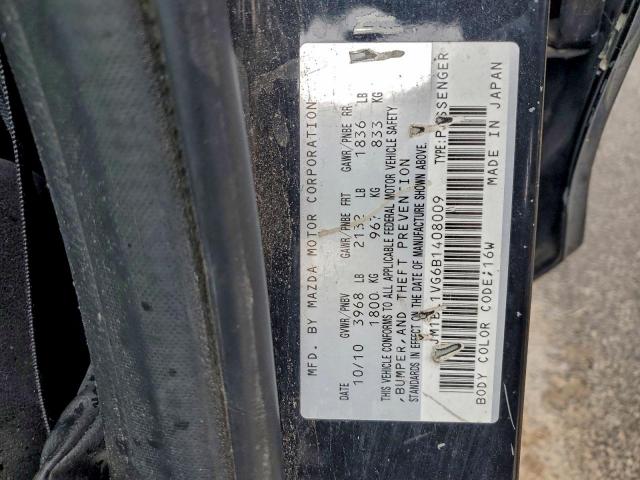 MFD. BY MAZDA MOTOR CORPORATION
DATE GVWR/PNBV GAWR/PNBE FRT GAWR/PNBE RR
10/10 3968 LB 2132 LB 1836 LB
1800 KG KG 833 KG
THIS VEHICLE CONFORMS TO ALL APPLICABLE FEDERAL MOTOR VEHICLE SAFETY
,BUMPER,AND THEFT PREVENTION
STANDARDS IN EFFECT ON THE DATE OF MANUFACTURE SHOWN ABOVE.
1VG6B1408009 TYPE:PASSENGER
BODY COLOR CODE;16W MADE IN JAPAN